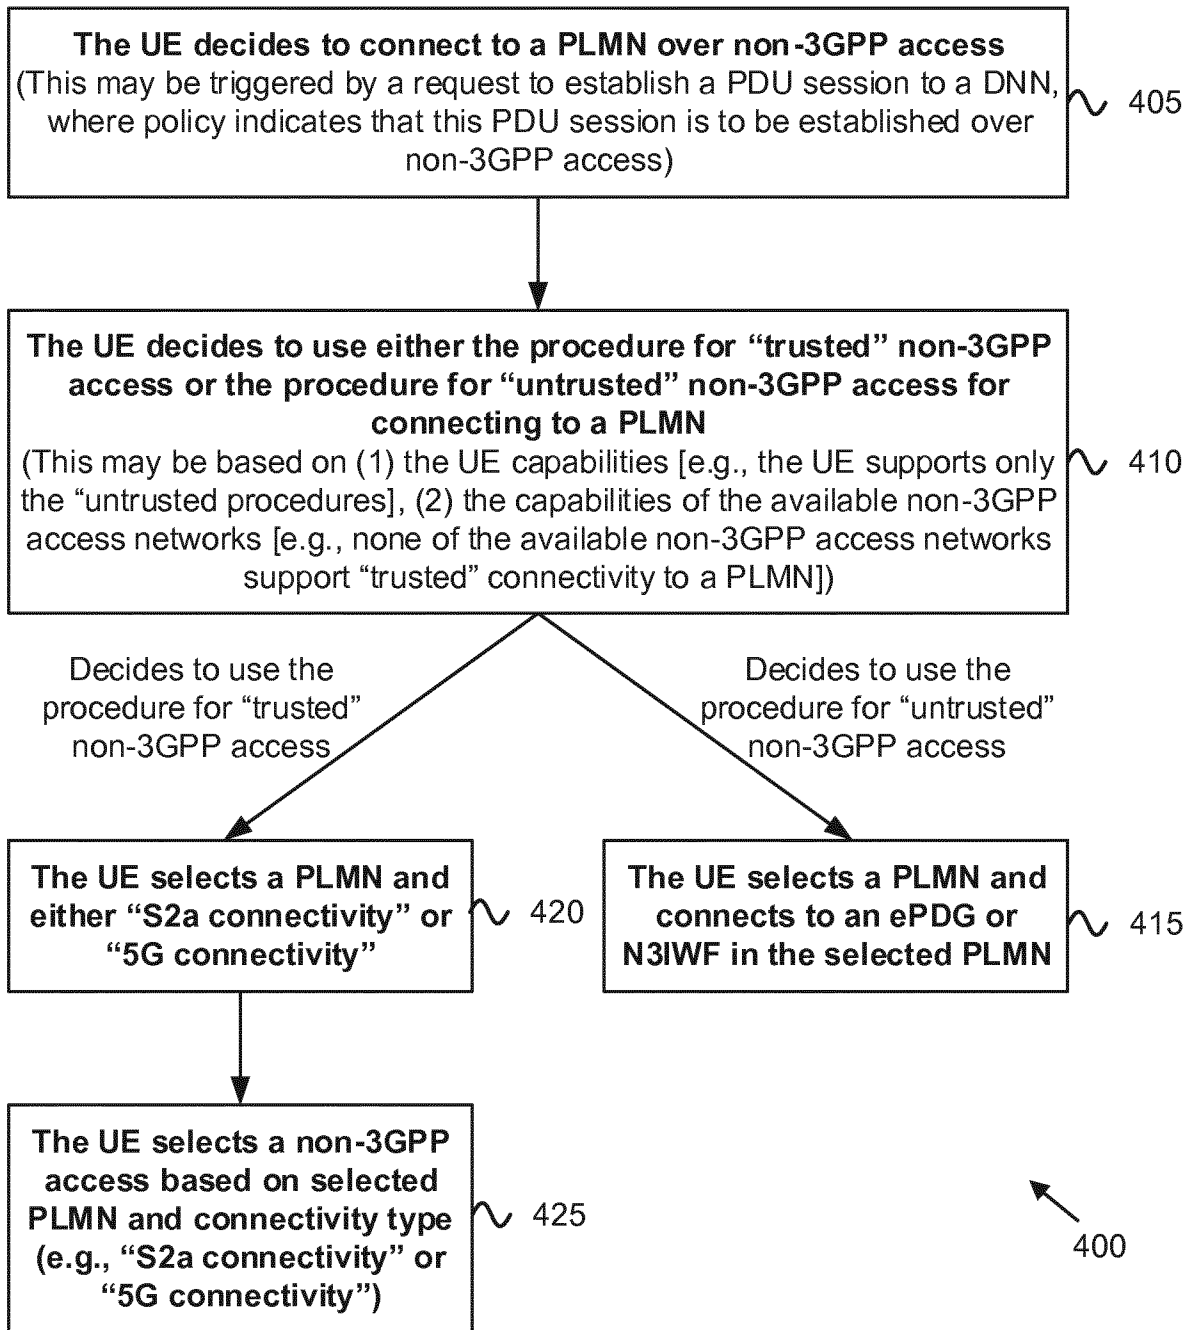 The UE decides to connect to a PLMN over non-3GPP access
(This may be triggered by a request to establish a PDU session to a DNN,
where policy indicates that this PDU session is to be established over
non-3GPP access)
405
The UE decides to use either the procedure for “trusted” non-3GPP
access or the procedure for “untrusted” non-3GPP access for
connecting to a PLMN
(This may be based on (1) the UE capabilities [e.g., the UE supports only
the “untrusted procedures], (2) the capabilities of the available non-3GPP
access networks [e.g., none of the available non-3GPP access networks
support “trusted” connectivity to a PLMN])
410
Decides to use the
procedure for “trusted”
non-3GPP access
Decides to use the
procedure for “untrusted”
non-3GPP access
The UE selects a PLMN and
either “S2a connectivity” or
“5G connectivity”
420
The UE selects a PLMN and
connects to an ePDG or
N3IWF in the selected PLMN
415
The UE selects a non-3GPP
access based on selected
PLMN and connectivity type
(e.g., “S2a connectivity” or
“5G connectivity”)
425
400